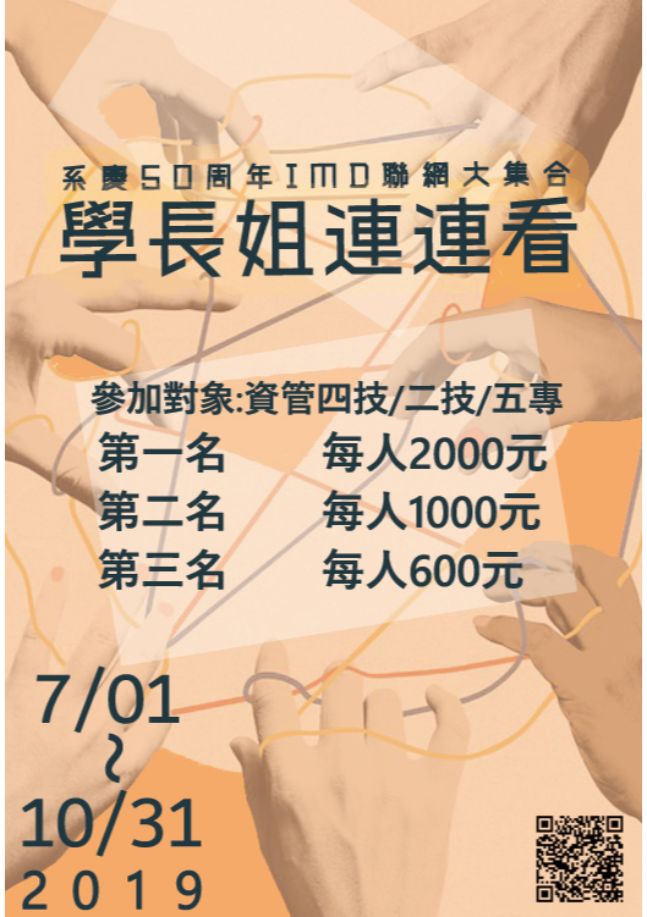 系慶50周年IMD聯網大集合
學長姐連連看
參加對象:資管四技/二技/五專
第一名 每人2000元
第二名 每人1000元
第三名 每人600元
7/01
~
10/31
2019